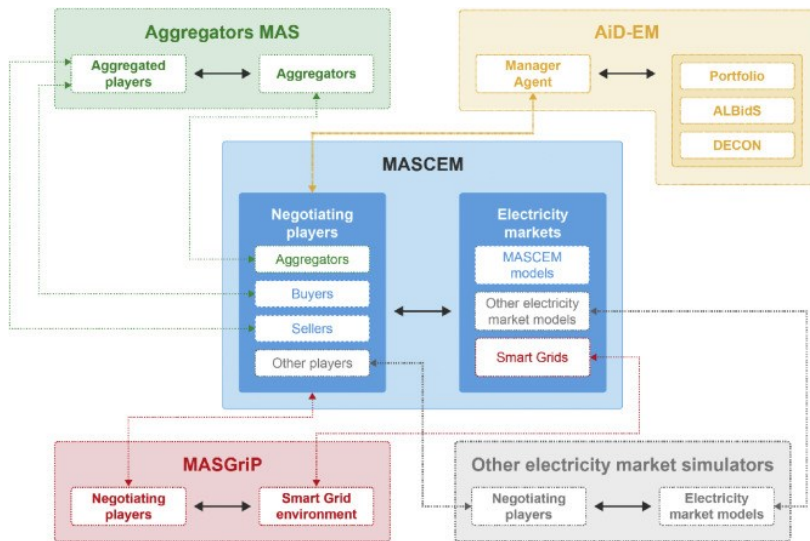 Aggregators MAS
Aggregated
players
Aggregators
AiD-EM
Manager
Agent
Portfolio
ALBidS
DECON
MASCEM
Negotiating
players
Aggregators
Buyers
Sellers
Other players
Electricity
markets
MASCEM
models
Other electricity
market models
Smart Grids
MASGriP
Negotiating
players
Smart Grid
environment
Other electricity market simulators
Negotiating
players
Electricity
market models